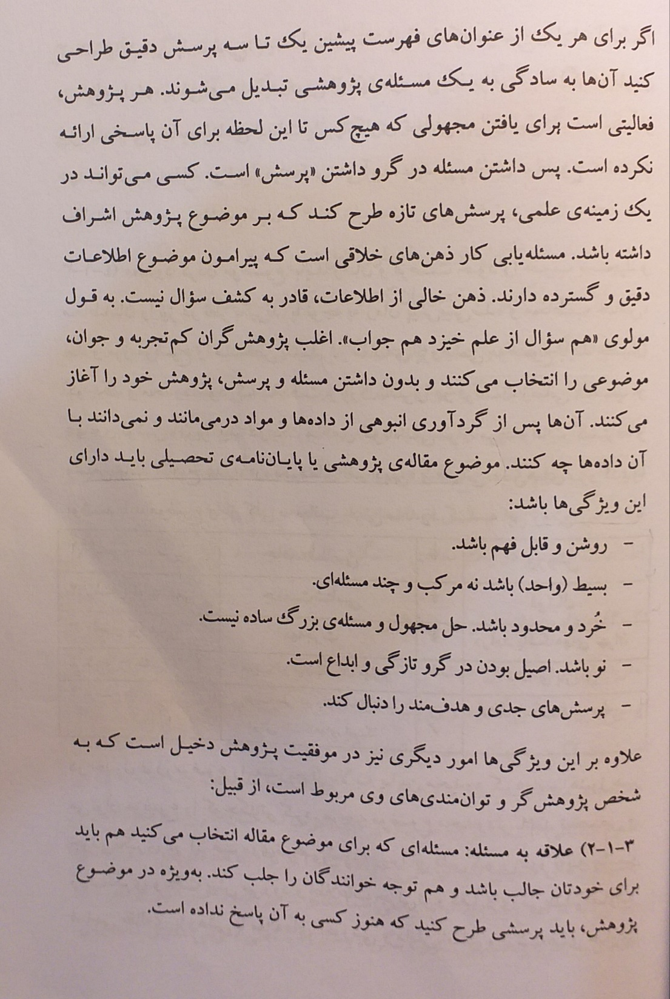 اگر برای هر یک از عنوان‌های فهرست پیشین یک تا سه پرسش دقیق طراحی
کنید آن‌ها به سادگی به یک مسئله‌ی پژوهشی تبدیل می‌شوند. هر پژوهش،
فعالیتی است برای یافتن مجهولی که هیچ‌کس تا این لحظه برای آن پاسخی ارائه
نکرده است. پس داشتن مسئله در گرو داشتن «پرسش» است. کسی می‌تواند در
یک زمینه‌ی علمی، پرسش‌های تازه طرح کند که بر موضوع پژوهش اشراف
داشته باشد. مسئله‌یابی کار ذهن‌های خلاقی است که پیرامون موضوع اطلاعات
دقیق و گسترده دارند. ذهن خالی از اطلاعات، قادر به کشف سؤال نیست. به قول
مولوی «هم سؤال از علم خیزد هم جواب». اغلب پژوهش‌گران کم‌تجربه و جوان،
موضوعی را انتخاب می‌کنند و بدون داشتن مسئله و پرسش، پژوهش خود را آغاز
می‌کنند. آن‌ها پس از گردآوری انبوهی از داده‌ها و مواد درمی‌مانند و نمی‌دانند با
آن داده‌ها چه کنند. موضوع مقاله‌ی پژوهشی یا پایان‌نامه‌ی تحصیلی باید دارای
این ویژگی‌ها باشد:
- روشن و قابل فهم باشد.
- بسیط (واحد) باشد نه مرکب و چند مسئله‌ای.
- خُرد و محدود باشد. حل مجهول و مسئله‌ی بزرگ ساده نیست.
- نو باشد. اصیل بودن در گرو تازگی و ابداع است.
- پرسش‌های جدی و هدف‌مند را دنبال کند.
علاوه بر این ویژگی‌ها امور دیگری نیز در موفقیت پژوهش دخیل است که به
شخص پژوهش‌گر و توان‌مندی‌های وی مربوط است، از قبیل:
۳-۱-۲) علاقه به مسئله: مسئله‌ای که برای موضوع مقاله انتخاب می‌کنید هم باید
برای خودتان جالب باشد و هم توجه خوانندگان را جلب کند. به‌ویژه در موضوع
پژوهش، باید پرسشی طرح کنید که هنوز کسی به آن پاسخ نداده است.